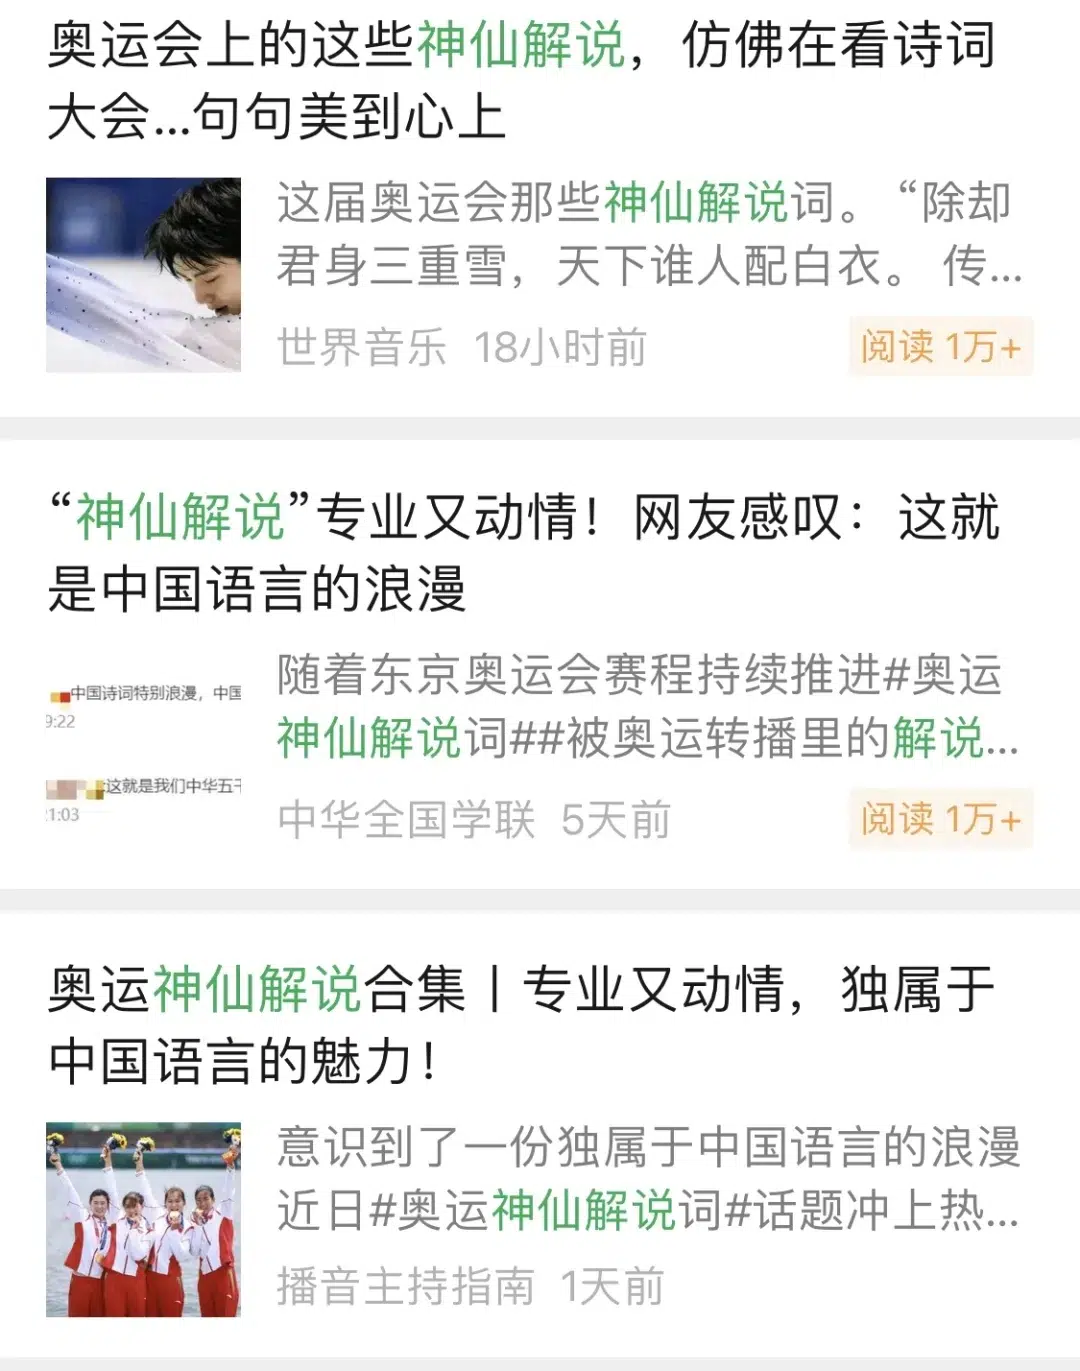 奥运会上的这些神仙解说，仿佛在看诗词
大会...句句美到心上
这届奥运会那些神仙解说词。“除却
君身三重雪，天下谁人配白衣。 传...
世界音乐 18小时前
阅读 1万+
“神仙解说”专业又动情！网友感叹：这就
是中国语言的浪漫
中国诗词特别浪漫，中国
9:22
这就是我们中华五千
21:03
随着东京奥运会赛程持续推进#奥运
神仙解说词##被奥运转播里的解说...
中华全国学联 5天前
阅读 1万+
奥运神仙解说合集丨专业又动情，独属于
中国语言的魅力！
意识到了一份独属于中国语言的浪漫
近日#奥运神仙解说词#话题冲上热...
播音主持指南 1天前